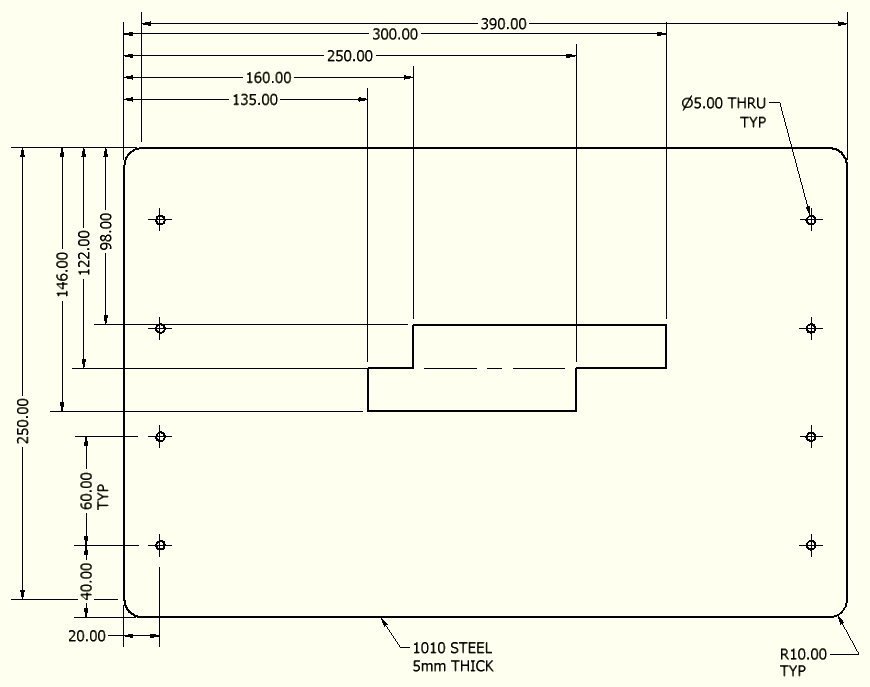 390.00
300.00
250.00
160.00
135.00
Ø5.00 THRU
TYP
98.00
122.00
146.00
250.00
60.00
TYP
40.00
20.00
1010 STEEL
5mm THICK
R10.00
TYP